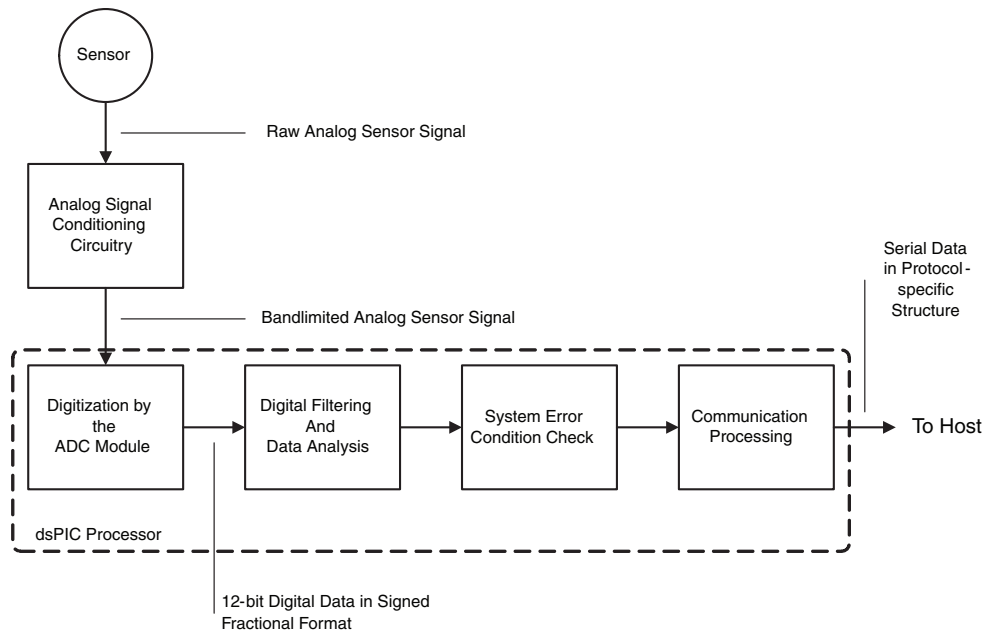 Sensor
Raw Analog Sensor Signal
Analog Signal
Conditioning
Circuitry
Serial Data
in Protocol-
specific
Structure
Bandlimited Analog Sensor Signal
Digitization by
the
ADC Module
Digital Filtering
And
Data Analysis
System Error
Condition Check
Communication
Processing
To Host
dsPIC Processor
12-bit Digital Data in Signed
Fractional Format